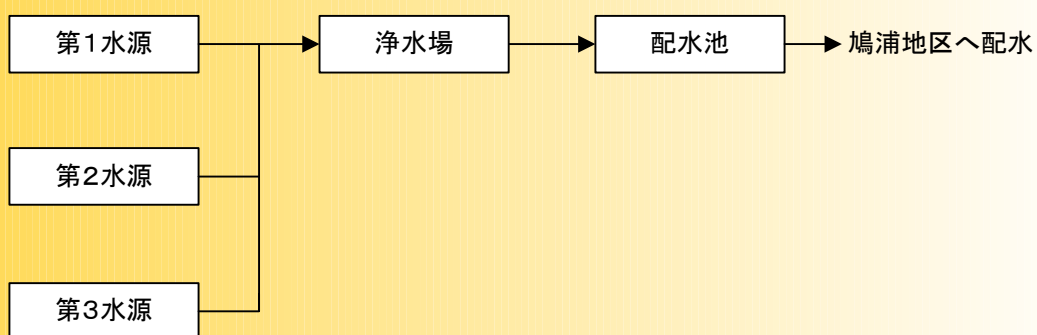 第１水源
浄水場
配水池
鳩浦地区へ配水
第２水源
第３水源